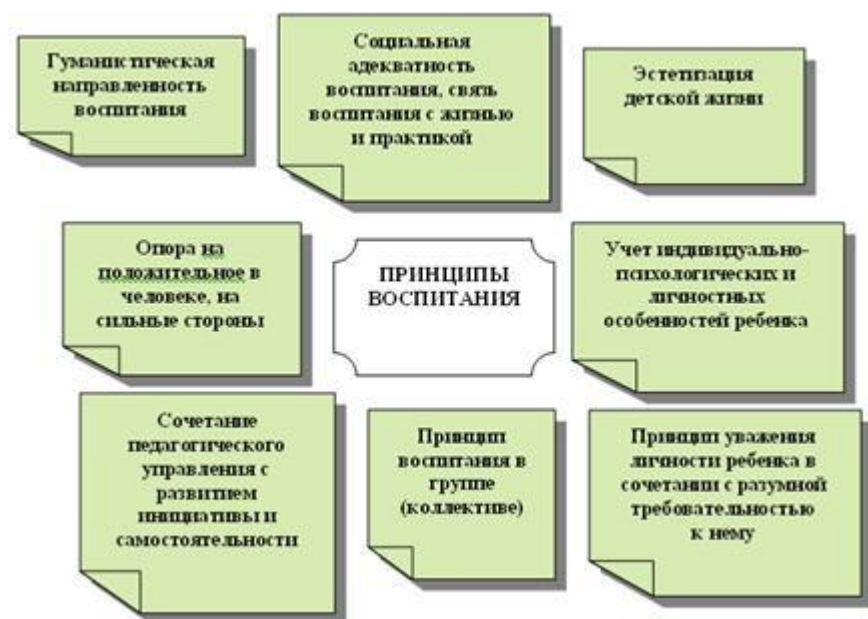 Гуманистическая
направленность
воспитания
Социальная
адекватность
воспитания, связь
воспитания с жизнью
и практикой
Эстетизация
детской жизни
Опора на
положительное в
человеке, на
сильные стороны
ПРИНЦИПЫ
ВОСПИТАНИЯ
Учет индивидуально-
психологических и
личностных
особенностей ребенка
Сочетание
педагогического
управления с
развитием
инициативы и
самостоятельности
Принцип
воспитания в
группе
(коллективе)
Принцип уважения
личности ребенка в
сочетании с разумной
требовательностью
к нему